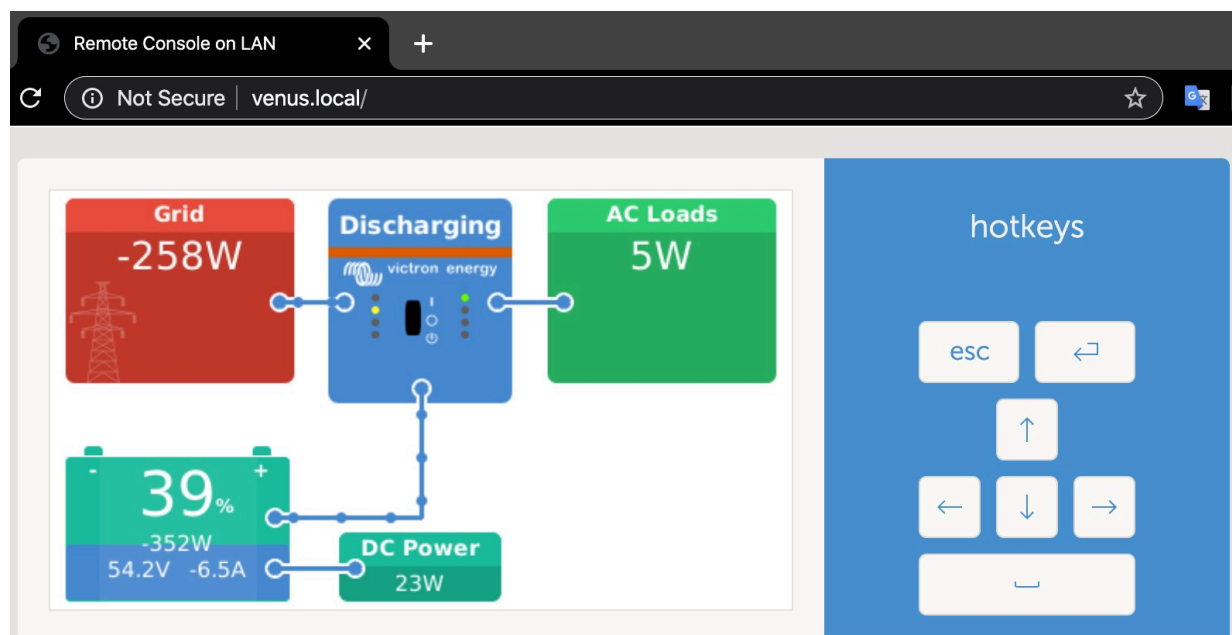 Remote Console on LAN
Not Secure venus.local/
hotkeys
Grid
-258W
Discharging
victron energy
AC Loads
5W
esc
- +
39%
-352W
54.2V -6.5A
DC Power
23W